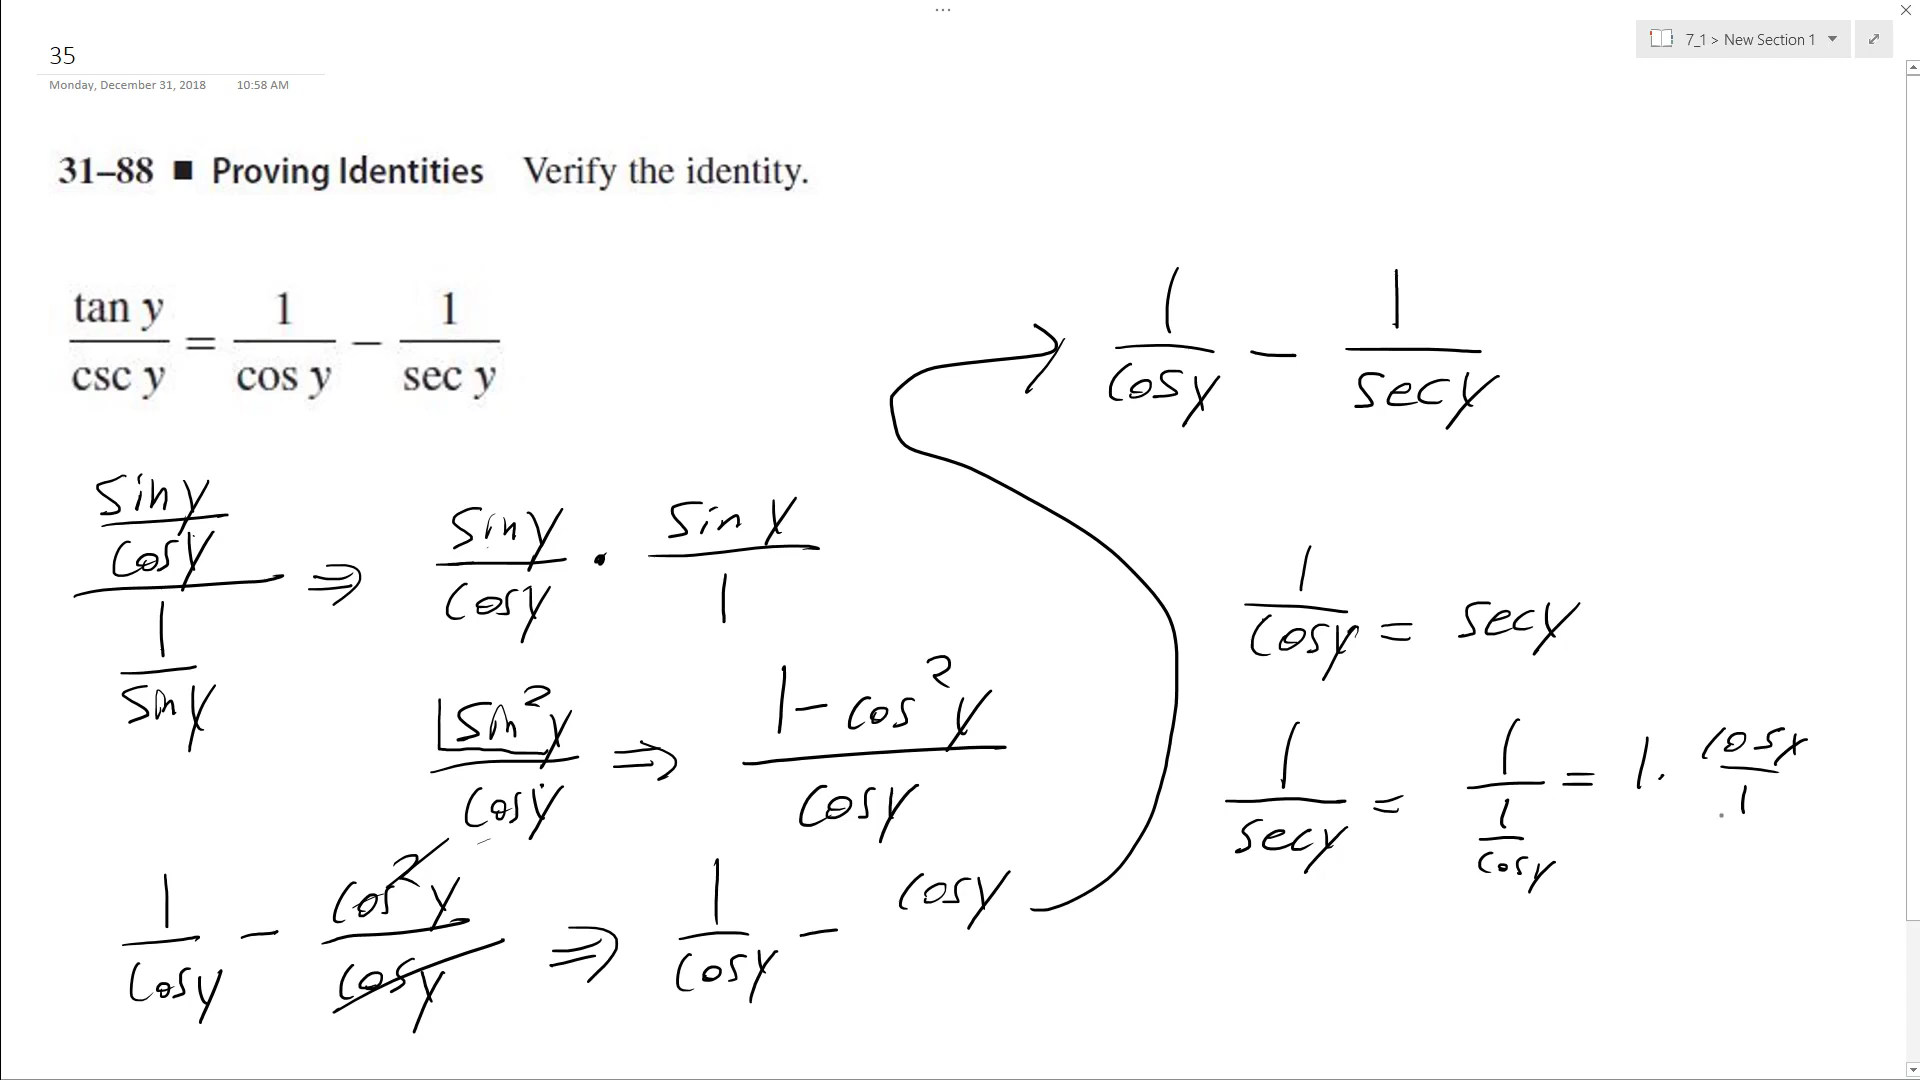 35
Monday, December 31, 2018 10:58 AM
7_1 > New Section 1
31–88 ■ Proving Identities Verify the identity.
tan y / csc y = 1 / cos y − 1 / sec y
(sin y / cos y) / (1 / sin y) ⇒ sin y / cos y · sin y / 1
sin² y / cos y ⇒ 1 − cos² y / cos y
1 / cos y − cos² y / cos y ⇒ 1 / cos y − cos y
→ 1 / cos y − 1 / sec y
1 / cos y = sec y
1 / sec y = 1 / (1 / cos y) = 1 · cos y / 1